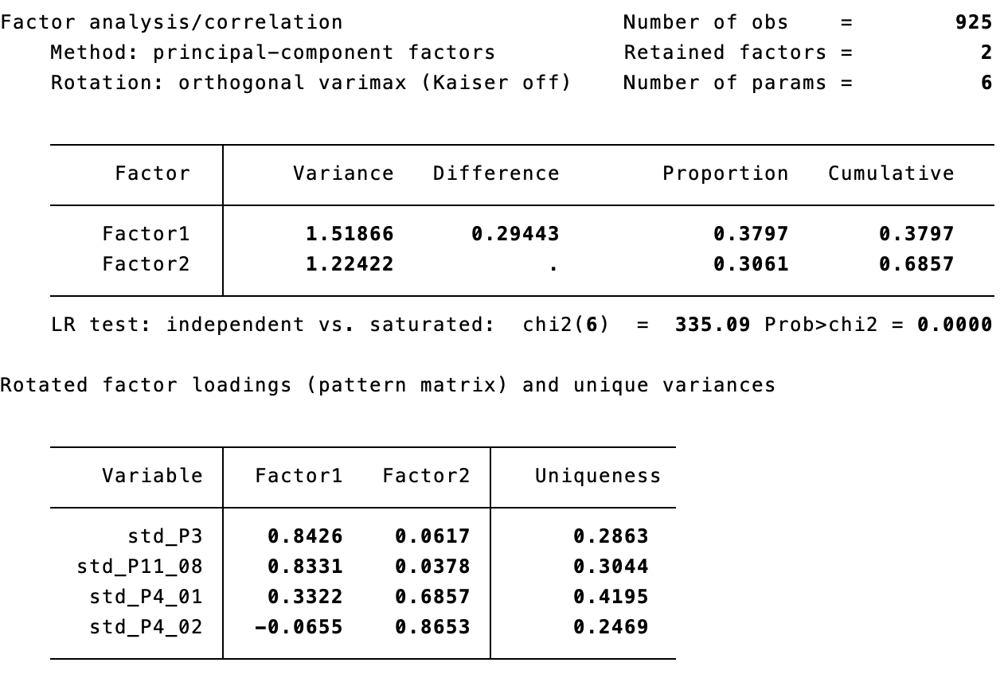 Factor analysis/correlation Number of obs = 925
Method: principal-component factors Retained factors = 2
Rotation: orthogonal varimax (Kaiser off) Number of params = 6
Factor Variance Difference Proportion Cumulative
Factor1 1.51866 0.29443 0.3797 0.3797
Factor2 1.22422 . 0.3061 0.6857
LR test: independent vs. saturated: chi2(6) = 335.09 Prob>chi2 = 0.0000
Rotated factor loadings (pattern matrix) and unique variances
Variable Factor1 Factor2 Uniqueness
std_P3 0.8426 0.0617 0.2863
std_P11_08 0.8331 0.0378 0.3044
std_P4_01 0.3322 0.6857 0.4195
std_P4_02 -0.0655 0.8653 0.2469